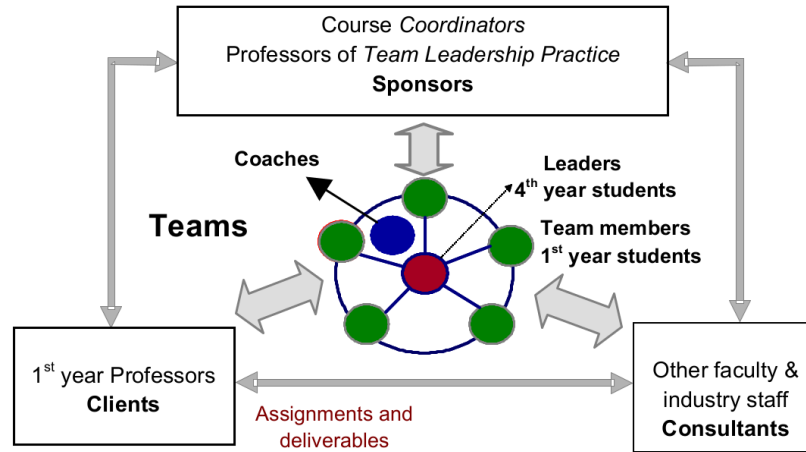 Course Coordinators
Professors of Team Leadership Practice
Sponsors
Coaches
Leaders
4th year students
Teams
Team members
1st year students
1st year Professors
Clients
Assignments and
deliverables
Other faculty &
industry staff
Consultants